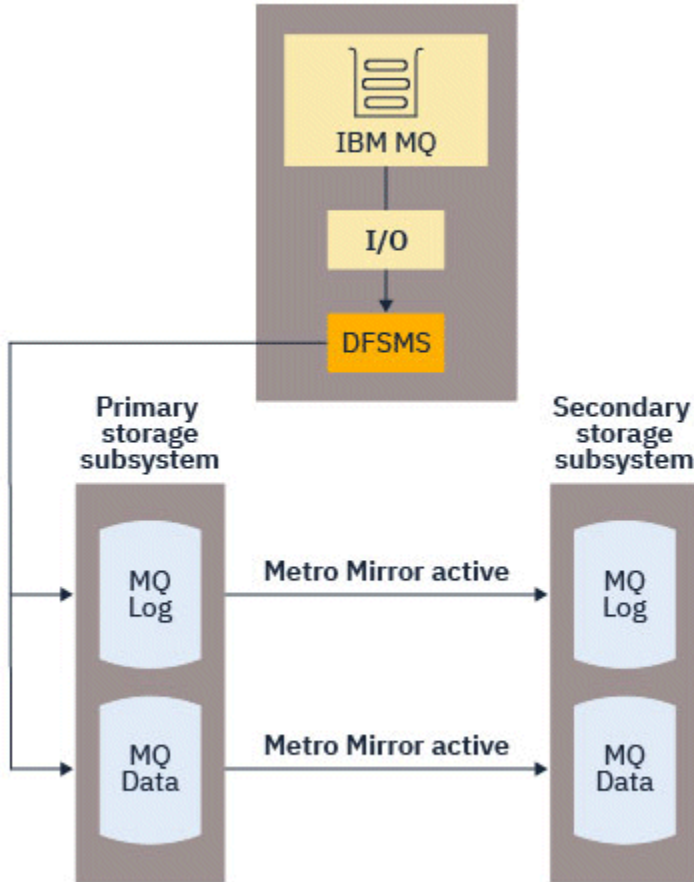 IBM MQ
I/O
DFSMS
Primary
storage
subsystem
Secondary
storage
subsystem
MQ
Log
Metro Mirror active
MQ
Log
MQ
Data
Metro Mirror active
MQ
Data